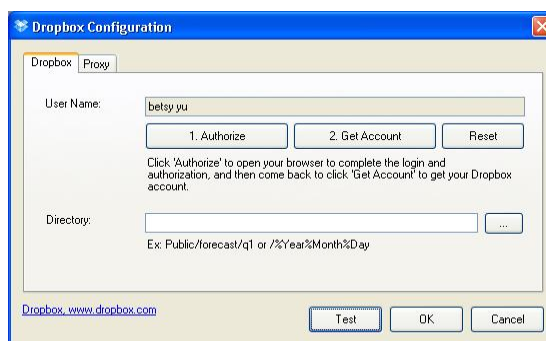 Dropbox Configuration
Dropbox Proxy
User Name: betsy yu
1. Authorize 2. Get Account Reset
Click 'Authorize' to open your browser to complete the login and
authorization, and then come back to click 'Get Account' to get your Dropbox
account.
Directory: ...
Ex: Public/forecast/q1 or /%Year%Month%Day
Dropbox, www.dropbox.com Test OK Cancel